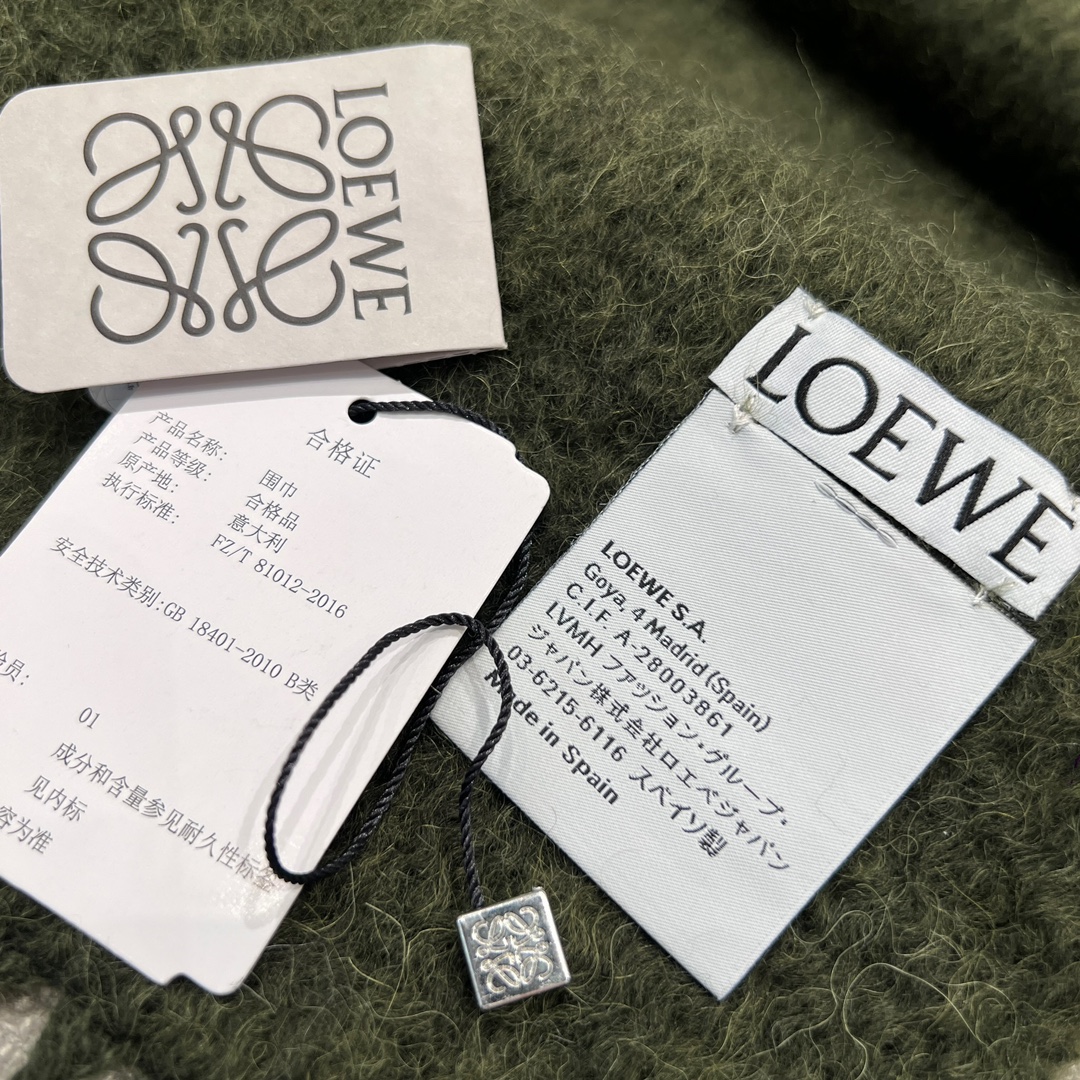 LOEWE
合格证
产品名称: 围巾
产品等级: 合格品
原产地: 意大利
执行标准: FZ/T 81012-2016
安全技术类别:GB 18401-2010 B类
员:
01
成分和含量参见耐久性标签
见内标
容为准
LOEWE
LOEWE S.A.
Goya, 4 Madrid (Spain)
C.I.F. A-28003861
LVMH ファッション・グループ・
ジャパン株式会社ロエベジャパン
03-6215-6116 スペイン製
Made in Spain